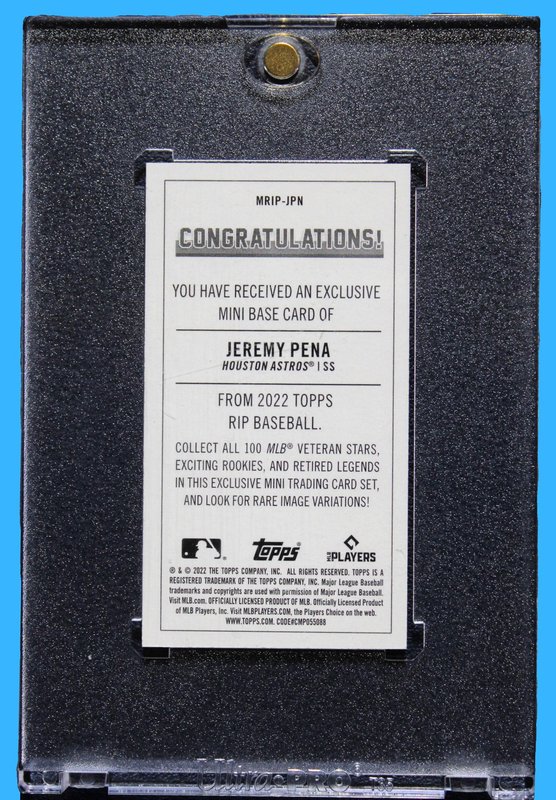 MRIP-JPN
CONGRATULATIONS!
YOU HAVE RECEIVED AN EXCLUSIVE
MINI BASE CARD OF
JEREMY PENA
HOUSTON ASTROS® | SS
FROM 2022 TOPPS
RIP BASEBALL.
COLLECT ALL 100 MLB® VETERAN STARS,
EXCITING ROOKIES, AND RETIRED LEGENDS
IN THIS EXCLUSIVE MINI TRADING CARD SET,
AND LOOK FOR RARE IMAGE VARIATIONS!
Topps
MLB PLAYERS
® & © 2022 THE TOPPS COMPANY, INC. ALL RIGHTS RESERVED. TOPPS IS A
REGISTERED TRADEMARK OF THE TOPPS COMPANY, INC. Major League Baseball
trademarks and copyrights are used with permission of Major League Baseball.
Visit MLB.com. OFFICIALLY LICENSED PRODUCT OF MLB. Officially Licensed Product
of MLB Players, Inc. Visit MLBPLAYERS.COM, the Players Choice on the web.
WWW.TOPPS.COM. CODE#CMP055088
Ultra-PRO